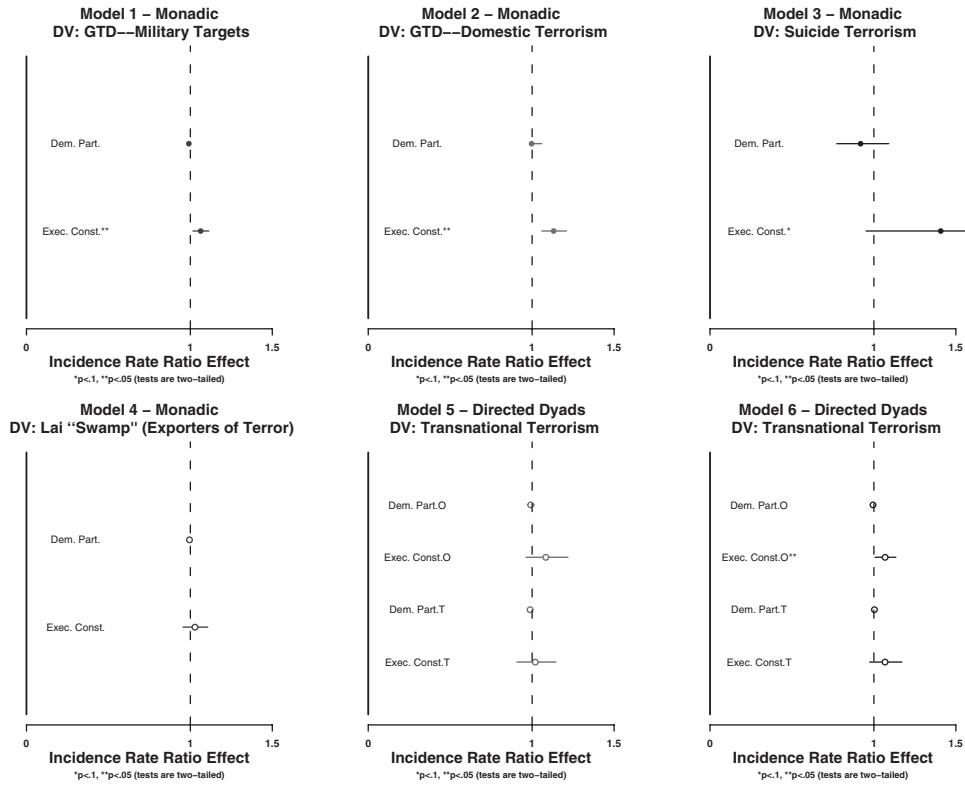 Model 1 − Monadic
DV: GTD−−Military Targets
Dem. Part.
Exec. Const.**
0 1 1.5
Incidence Rate Ratio Effect
*p<.1, **p<.05 (tests are two−tailed)
Model 2 − Monadic
DV: GTD−−Domestic Terrorism
Dem. Part.
Exec. Const.**
0 1 1.5
Incidence Rate Ratio Effect
*p<.1, **p<.05 (tests are two−tailed)
Model 3 − Monadic
DV: Suicide Terrorism
Dem. Part.
Exec. Const.*
0 1 1.5
Incidence Rate Ratio Effect
*p<.1, **p<.05 (tests are two−tailed)
Model 4 − Monadic
DV: Lai “Swamp" (Exporters of Terror)
Dem. Part.
Exec. Const.
0 1 1.5
Incidence Rate Ratio Effect
*p<.1, **p<.05 (tests are two−tailed)
Model 5 − Directed Dyads
DV: Transnational Terrorism
Dem. Part.O
Exec. Const.O
Dem. Part.T
Exec. Const.T
0 1 1.5
Incidence Rate Ratio Effect
*p<.1, **p<.05 (tests are two−tailed)
Model 6 − Directed Dyads
DV: Transnational Terrorism
Dem. Part.O
Exec. Const.O**
Dem. Part.T
Exec. Const.T
0 1 1.5
Incidence Rate Ratio Effect
*p<.1, **p<.05 (tests are two−tailed)